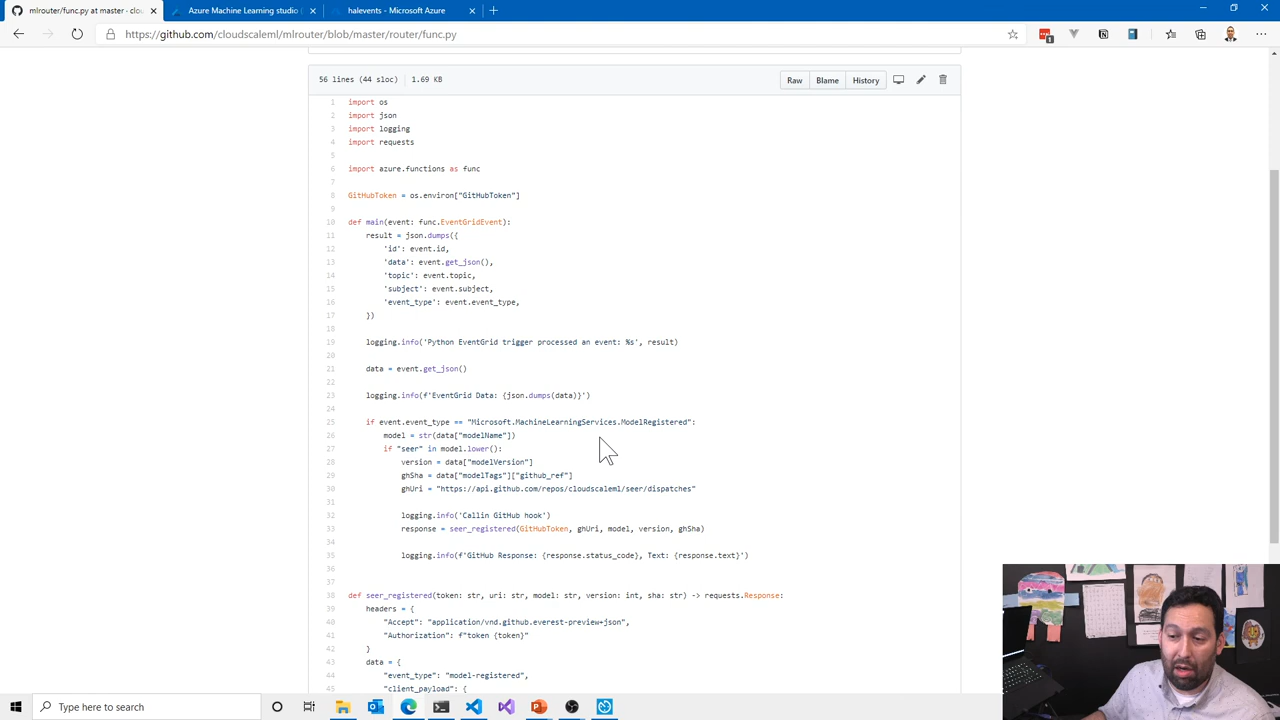 mlrouter/func.py at master · clou
Azure Machine Learning studio (
halevents - Microsoft Azure
https://github.com/cloudscaleml/mlrouter/blob/master/router/func.py
56 lines (44 sloc) 1.69 KB
Raw Blame History
1 import os
2 import json
3 import logging
4 import requests
5
6 import azure.functions as func
7
8 GitHubToken = os.environ["GitHubToken"]
9
10 def main(event: func.EventGridEvent):
11 result = json.dumps({
12 'id': event.id,
13 'data': event.get_json(),
14 'topic': event.topic,
15 'subject': event.subject,
16 'event_type': event.event_type,
17 })
18
19 logging.info('Python EventGrid trigger processed an event: %s', result)
20
21 data = event.get_json()
22
23 logging.info(f'EventGrid Data: {json.dumps(data)}')
24
25 if event.event_type == "Microsoft.MachineLearningServices.ModelRegistered":
26 model = str(data["modelName"])
27 if "seer" in model.lower():
28 version = data["modelVersion"]
29 ghSha = data["modelTags"]["github_ref"]
30 ghUri = "https://api.github.com/repos/cloudscaleml/seer/dispatches"
31
32 logging.info('Callin GitHub hook')
33 response = seer_registered(GitHubToken, ghUri, model, version, ghSha)
34
35 logging.info(f'GitHub Response: {response.status_code}, Text: {response.text}')
36
37
38 def seer_registered(token: str, uri: str, model: str, version: int, sha: str) -> requests.Response:
39 headers = {
40 "Accept": "application/vnd.github.everest-preview+json",
41 "Authorization": f"token {token}"
42 }
43 data = {
44 "event_type": "model-registered",
45 "client_payload": {
Type here to search